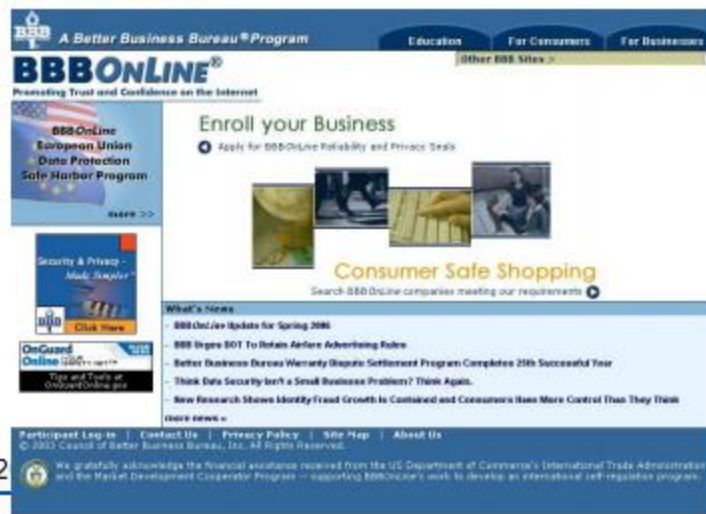 BBB
A Better Business Bureau® Program
Education
For Consumers
For Businesses
Other BBB Sites >
BBBONLINE®
Promoting Trust and Confidence on the Internet
BBBOnLine
European Union
Data Protection
Safe Harbor Program
more >>
Enroll your Business
Apply for BBBOnLine Reliability and Privacy Seals
Consumer Safe Shopping
Search BBBOnLine companies meeting our requirements
Security & Privacy -
Made Simpler
BBB
Click Here
OnGuard
Online
Tips and Tools at
OnGuardOnline.gov
What's News
- BBBOnLine Update for Spring 2006
- BBB Urges DOT To Retain Airfare Advertising Rules
- Better Business Bureau Warranty Dispute Settlement Program Completes 25th Successful Year
- Think Data Security Isn't a Small Business Problem? Think Again.
- New Research Shows Identity Fraud Growth Is Contained and Consumers Have More Control Than They Think
more news »
Participant Log-in | Contact Us | Privacy Policy | Site Map | About Us
© 2003 Council of Better Business Bureau, Inc. All Rights Reserved.
We gratefully acknowledge the financial assistance received from the US Department of Commerce's International Trade Administration
and the Market Development Cooperator Program -- supporting BBBOnLine's work to develop an international self-regulation program.
2